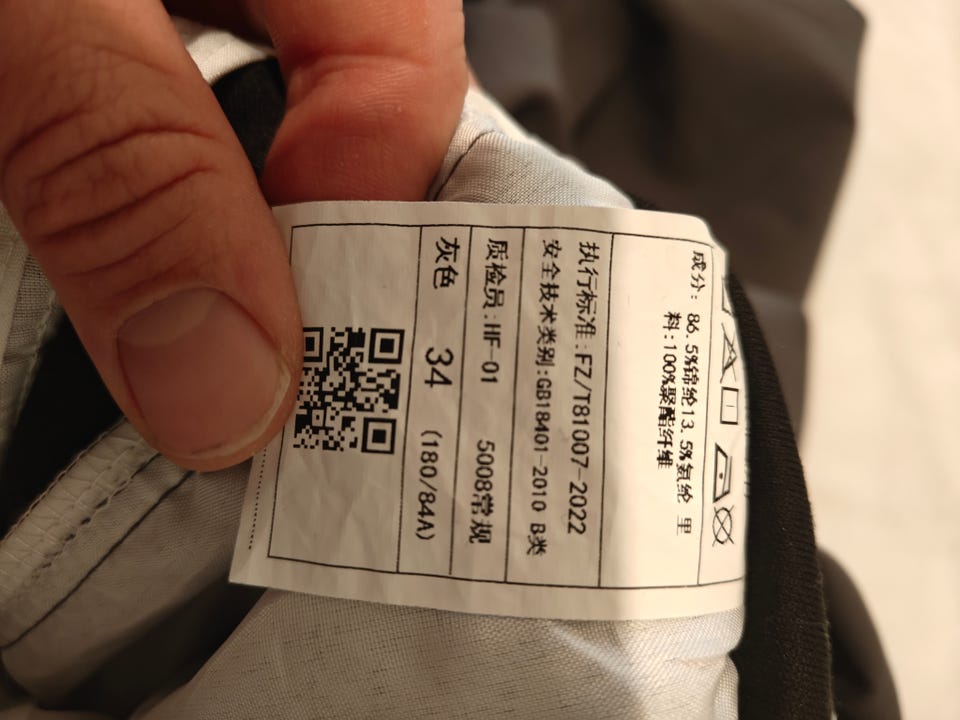 成分: 86.5%锦纶13.5%氨纶 里
料:100%聚酯纤维
执行标准:FZ/T81007-2022
安全技术类别:GB18401-2010 B类
质检员:HF-01 5008常规
灰色 34 (180/84A)